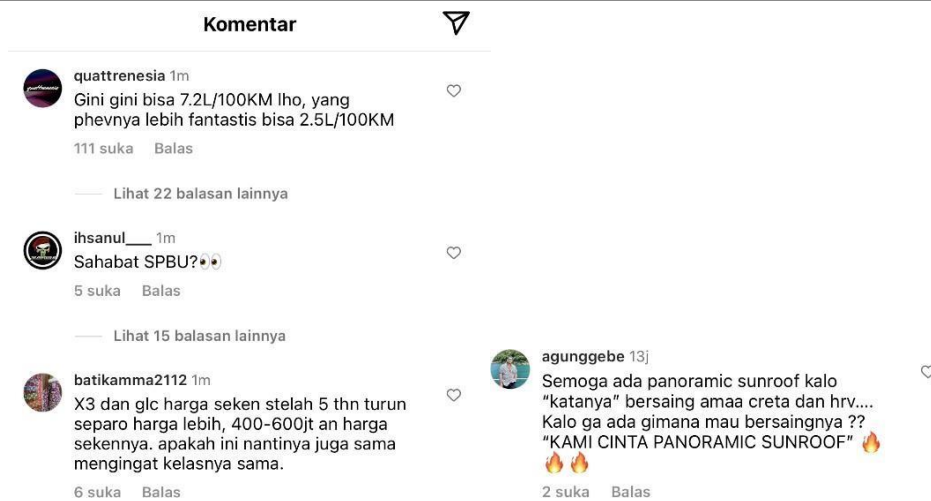 Komentar
quattrenesia 1m
Gini gini bisa 7.2L/100KM lho, yang
phevnya lebih fantastis bisa 2.5L/100KM
111 suka Balas
Lihat 22 balasan lainnya
ihsanul___ 1m
Sahabat SPBU?👀
5 suka Balas
Lihat 15 balasan lainnya
batikamma2112 1m
X3 dan glc harga seken stelah 5 thn turun
separo harga lebih, 400-600jt an harga
sekennya. apakah ini nantinya juga sama
mengingat kelasnya sama.
6 suka Balas
agunggebe 13j
Semoga ada panoramic sunroof kalo
“katanya” bersaing amaa creta dan hrv....
Kalo ga ada gimana mau bersaingnya ??
“KAMI CINTA PANORAMIC SUNROOF” 🔥
🔥🔥
2 suka Balas